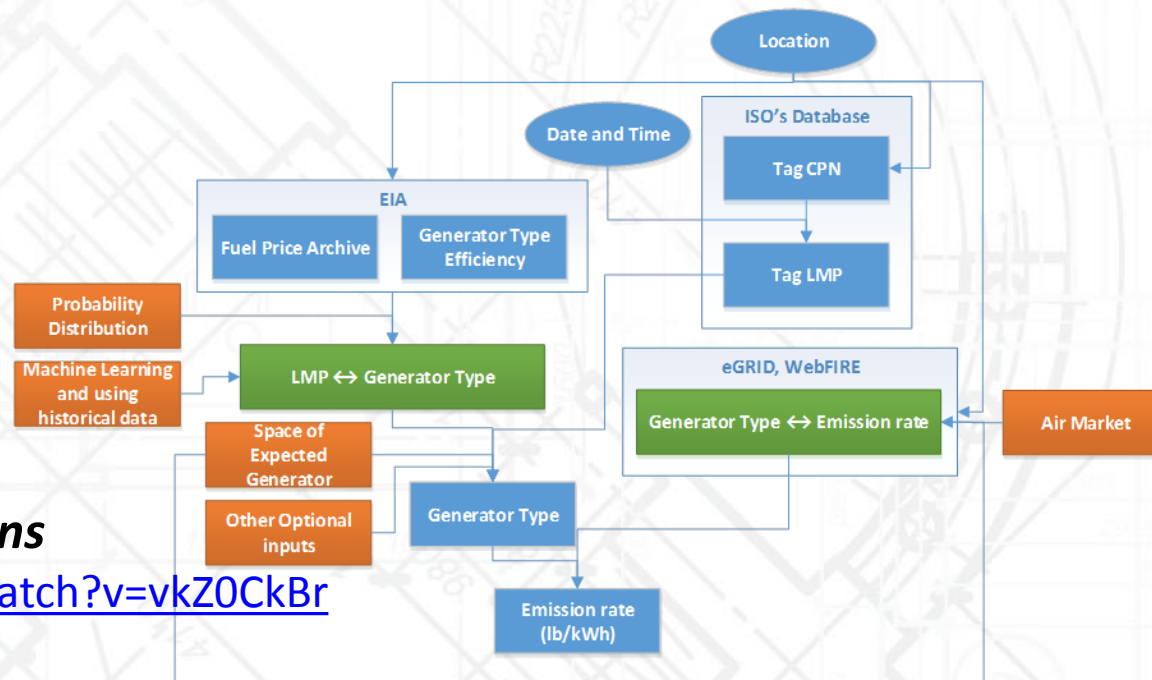 Location
ISO's Database
Date and Time
Tag CPN
EIA
Fuel Price Archive
Generator Type
Efficiency
Tag LMP
Probability
Distribution
Machine Learning
and using
historical data
LMP ↔ Generator Type
eGRID, WebFIRE
Generator Type ↔ Emission rate
Air Market
Space of
Expected
Generator
Other Optional
inputs
Generator Type
ns
atch?v=vkZ0CkBr
Emission rate
(lb/kWh)